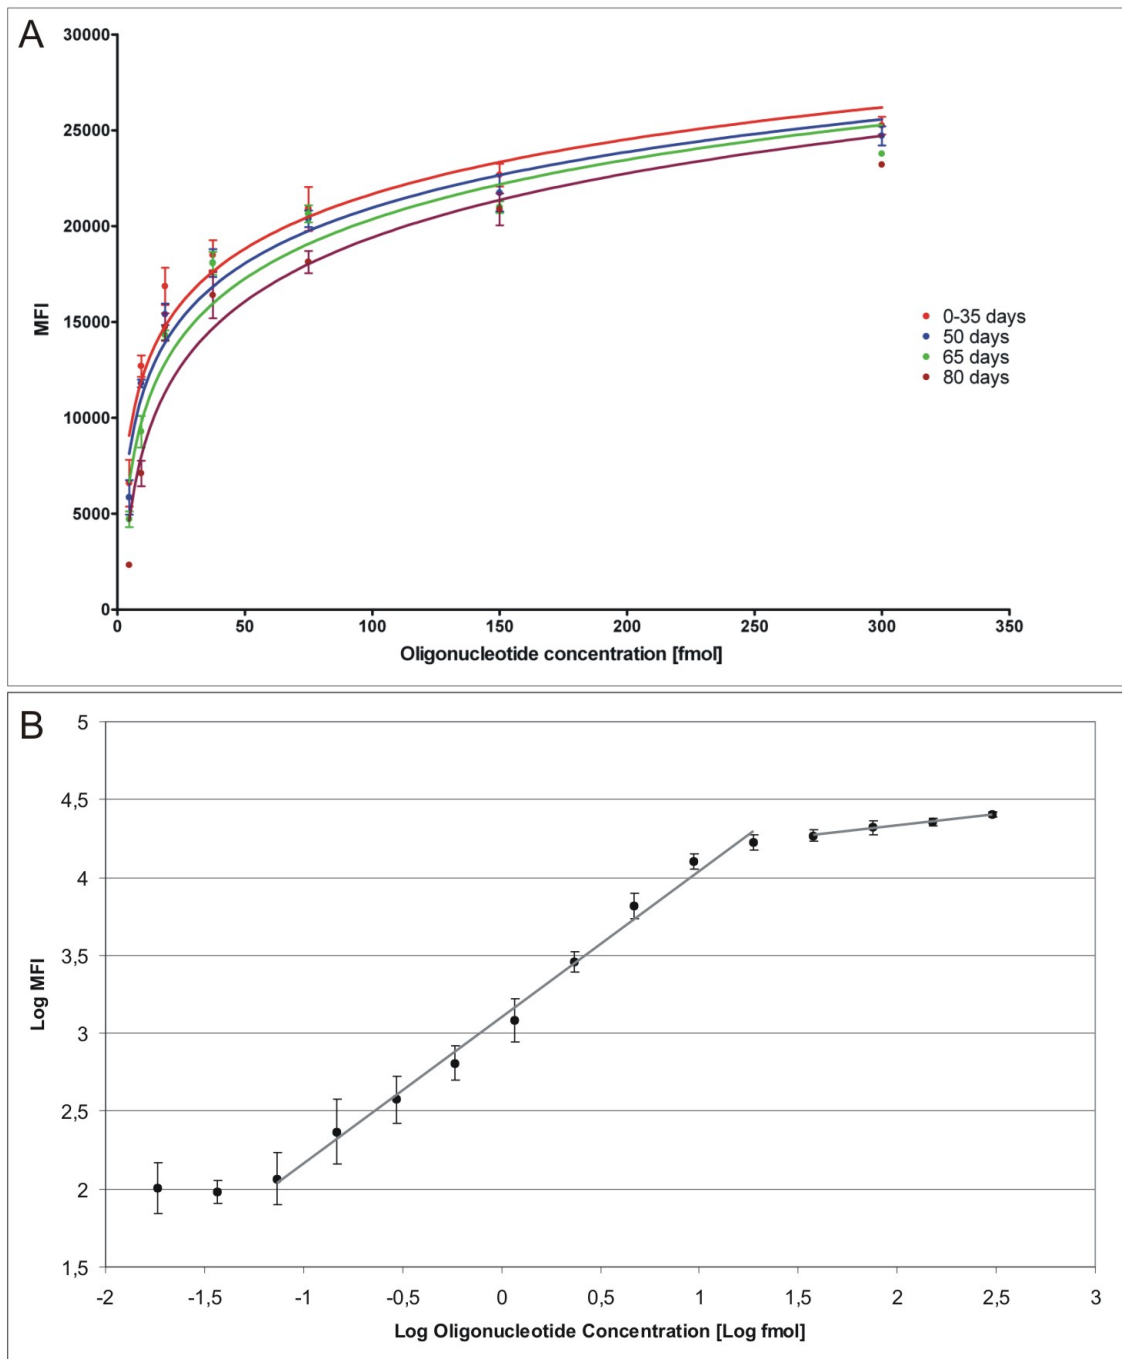 A
30000
25000
20000
15000
10000
5000
0
MFI
0 50 100 150 200 250 300 350
Oligonucleotide concentration [fmol]
0-35 days
50 days
65 days
80 days
B
5
4,5
4
3,5
3
2,5
2
1,5
Log MFI
-2 -1,5 -1 -0,5 0 0,5 1 1,5 2 2,5 3
Log Oligonucleotide Concentration [Log fmol]